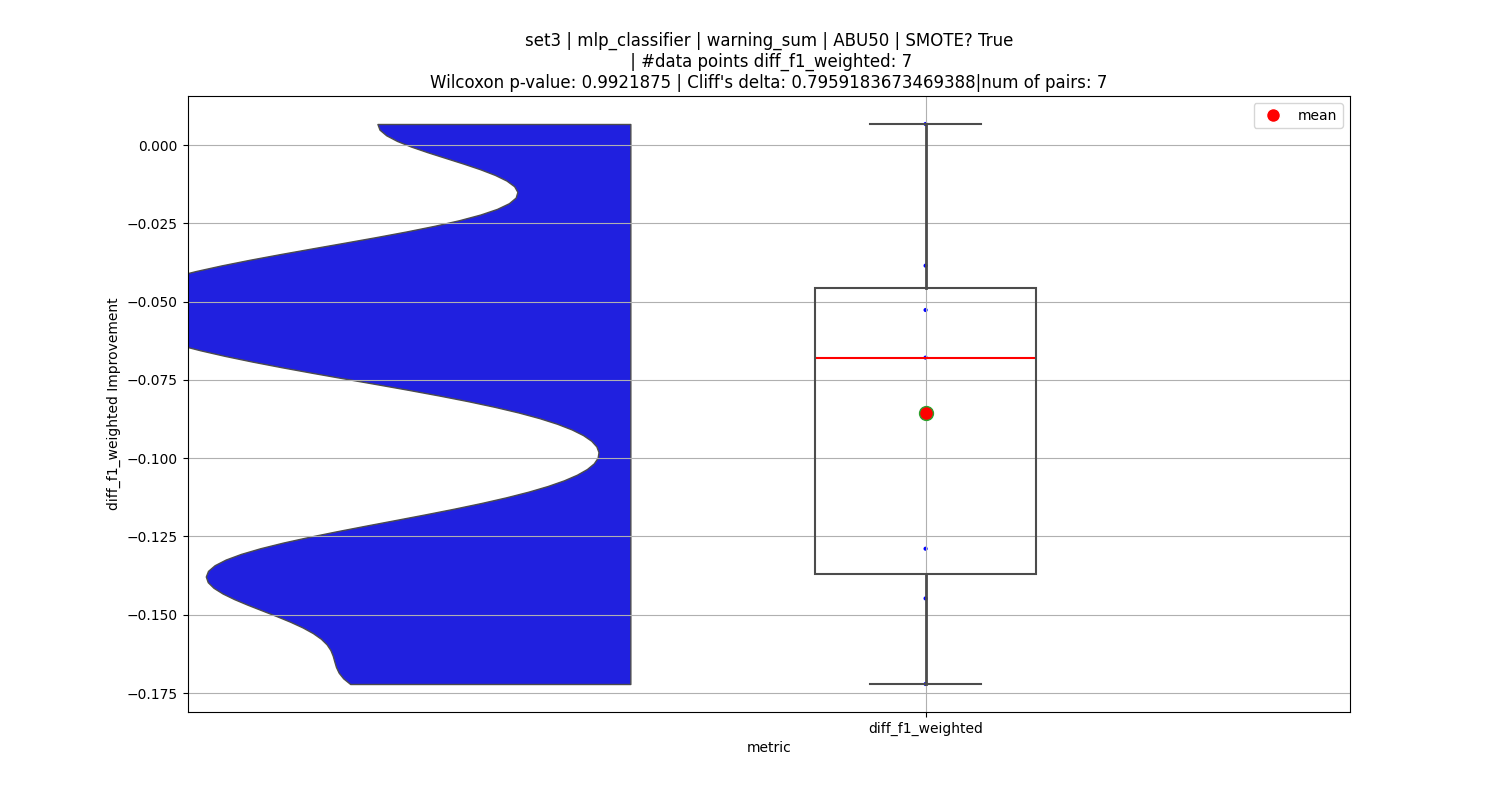 set3 | mlp_classifier | warning_sum | ABU50 | SMOTE? True
| #data points diff_f1_weighted: 7
Wilcoxon p-value: 0.9921875 | Cliff's delta: 0.7959183673469388|num of pairs: 7
mean
0.000
−0.025
−0.050
−0.075
−0.100
−0.125
−0.150
−0.175
diff_f1_weighted Improvement
diff_f1_weighted
metric